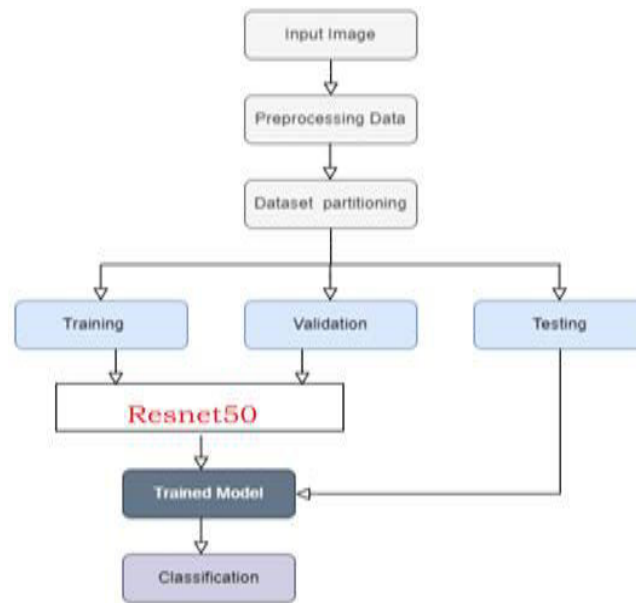 Input Image
Preprocessing Data
Dataset partitioning
Training
Validation
Testing
Resnet50
Trained Model
Classification